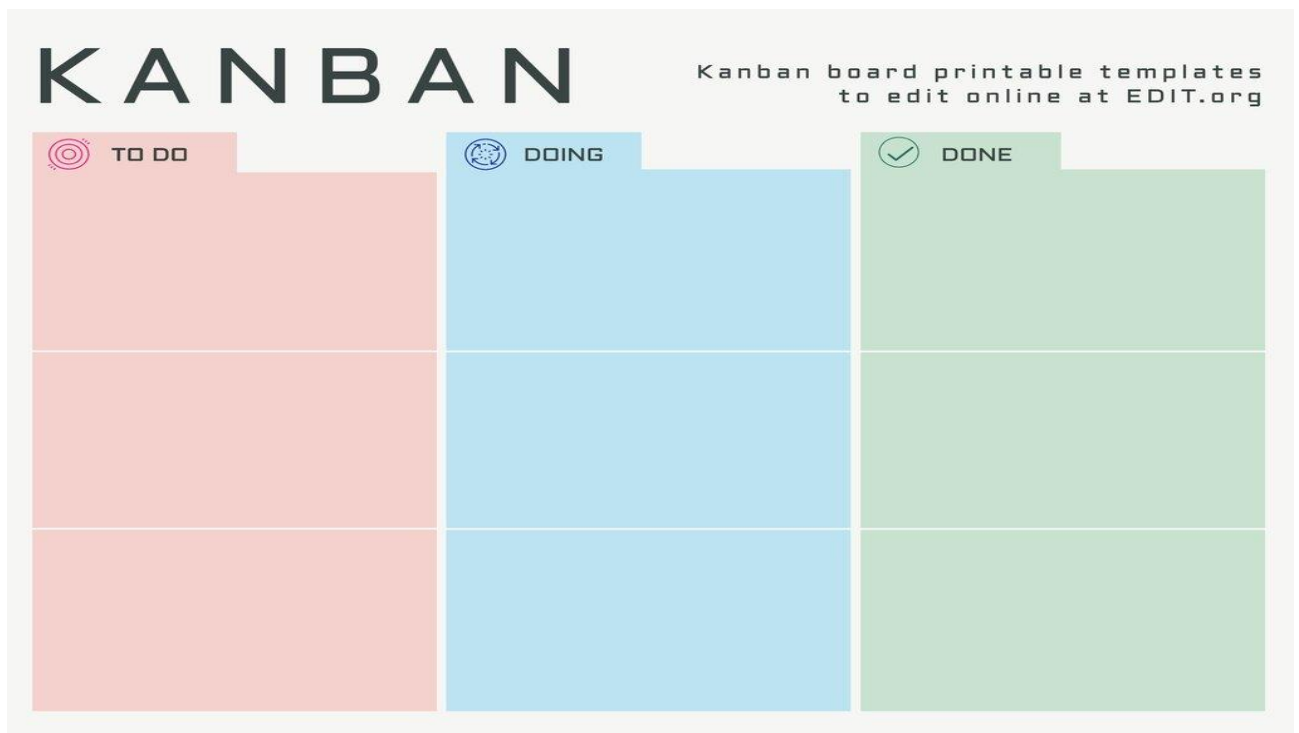 KANBAN
Kanban board printable templates
to edit online at EDIT.org
TO DO
DOING
DONE